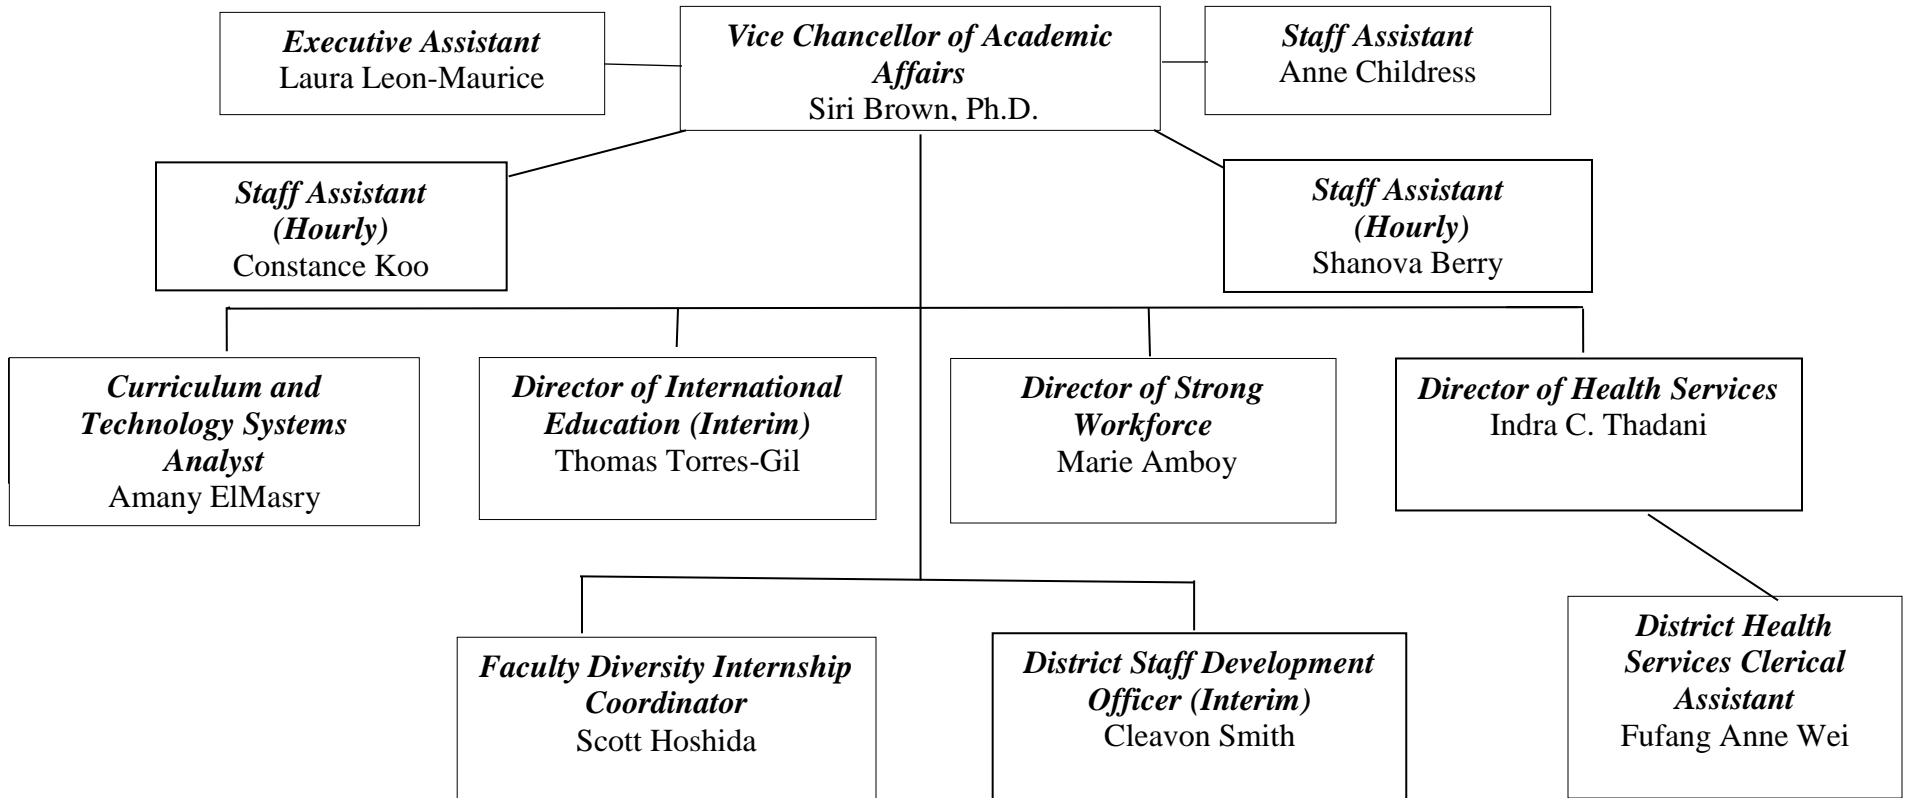 Executive Assistant
Laura Leon-Maurice
Vice Chancellor of Academic
Affairs
Siri Brown, Ph.D.
Staff Assistant
Anne Childress
Staff Assistant
(Hourly)
Constance Koo
Staff Assistant
(Hourly)
Shanova Berry
Curriculum and
Technology Systems
Analyst
Amany ElMasry
Director of International
Education (Interim)
Thomas Torres-Gil
Director of Strong
Workforce
Marie Amboy
Director of Health Services
Indra C. Thadani
Faculty Diversity Internship
Coordinator
Scott Hoshida
District Staff Development
Officer (Interim)
Cleavon Smith
District Health
Services Clerical
Assistant
Fufang Anne Wei